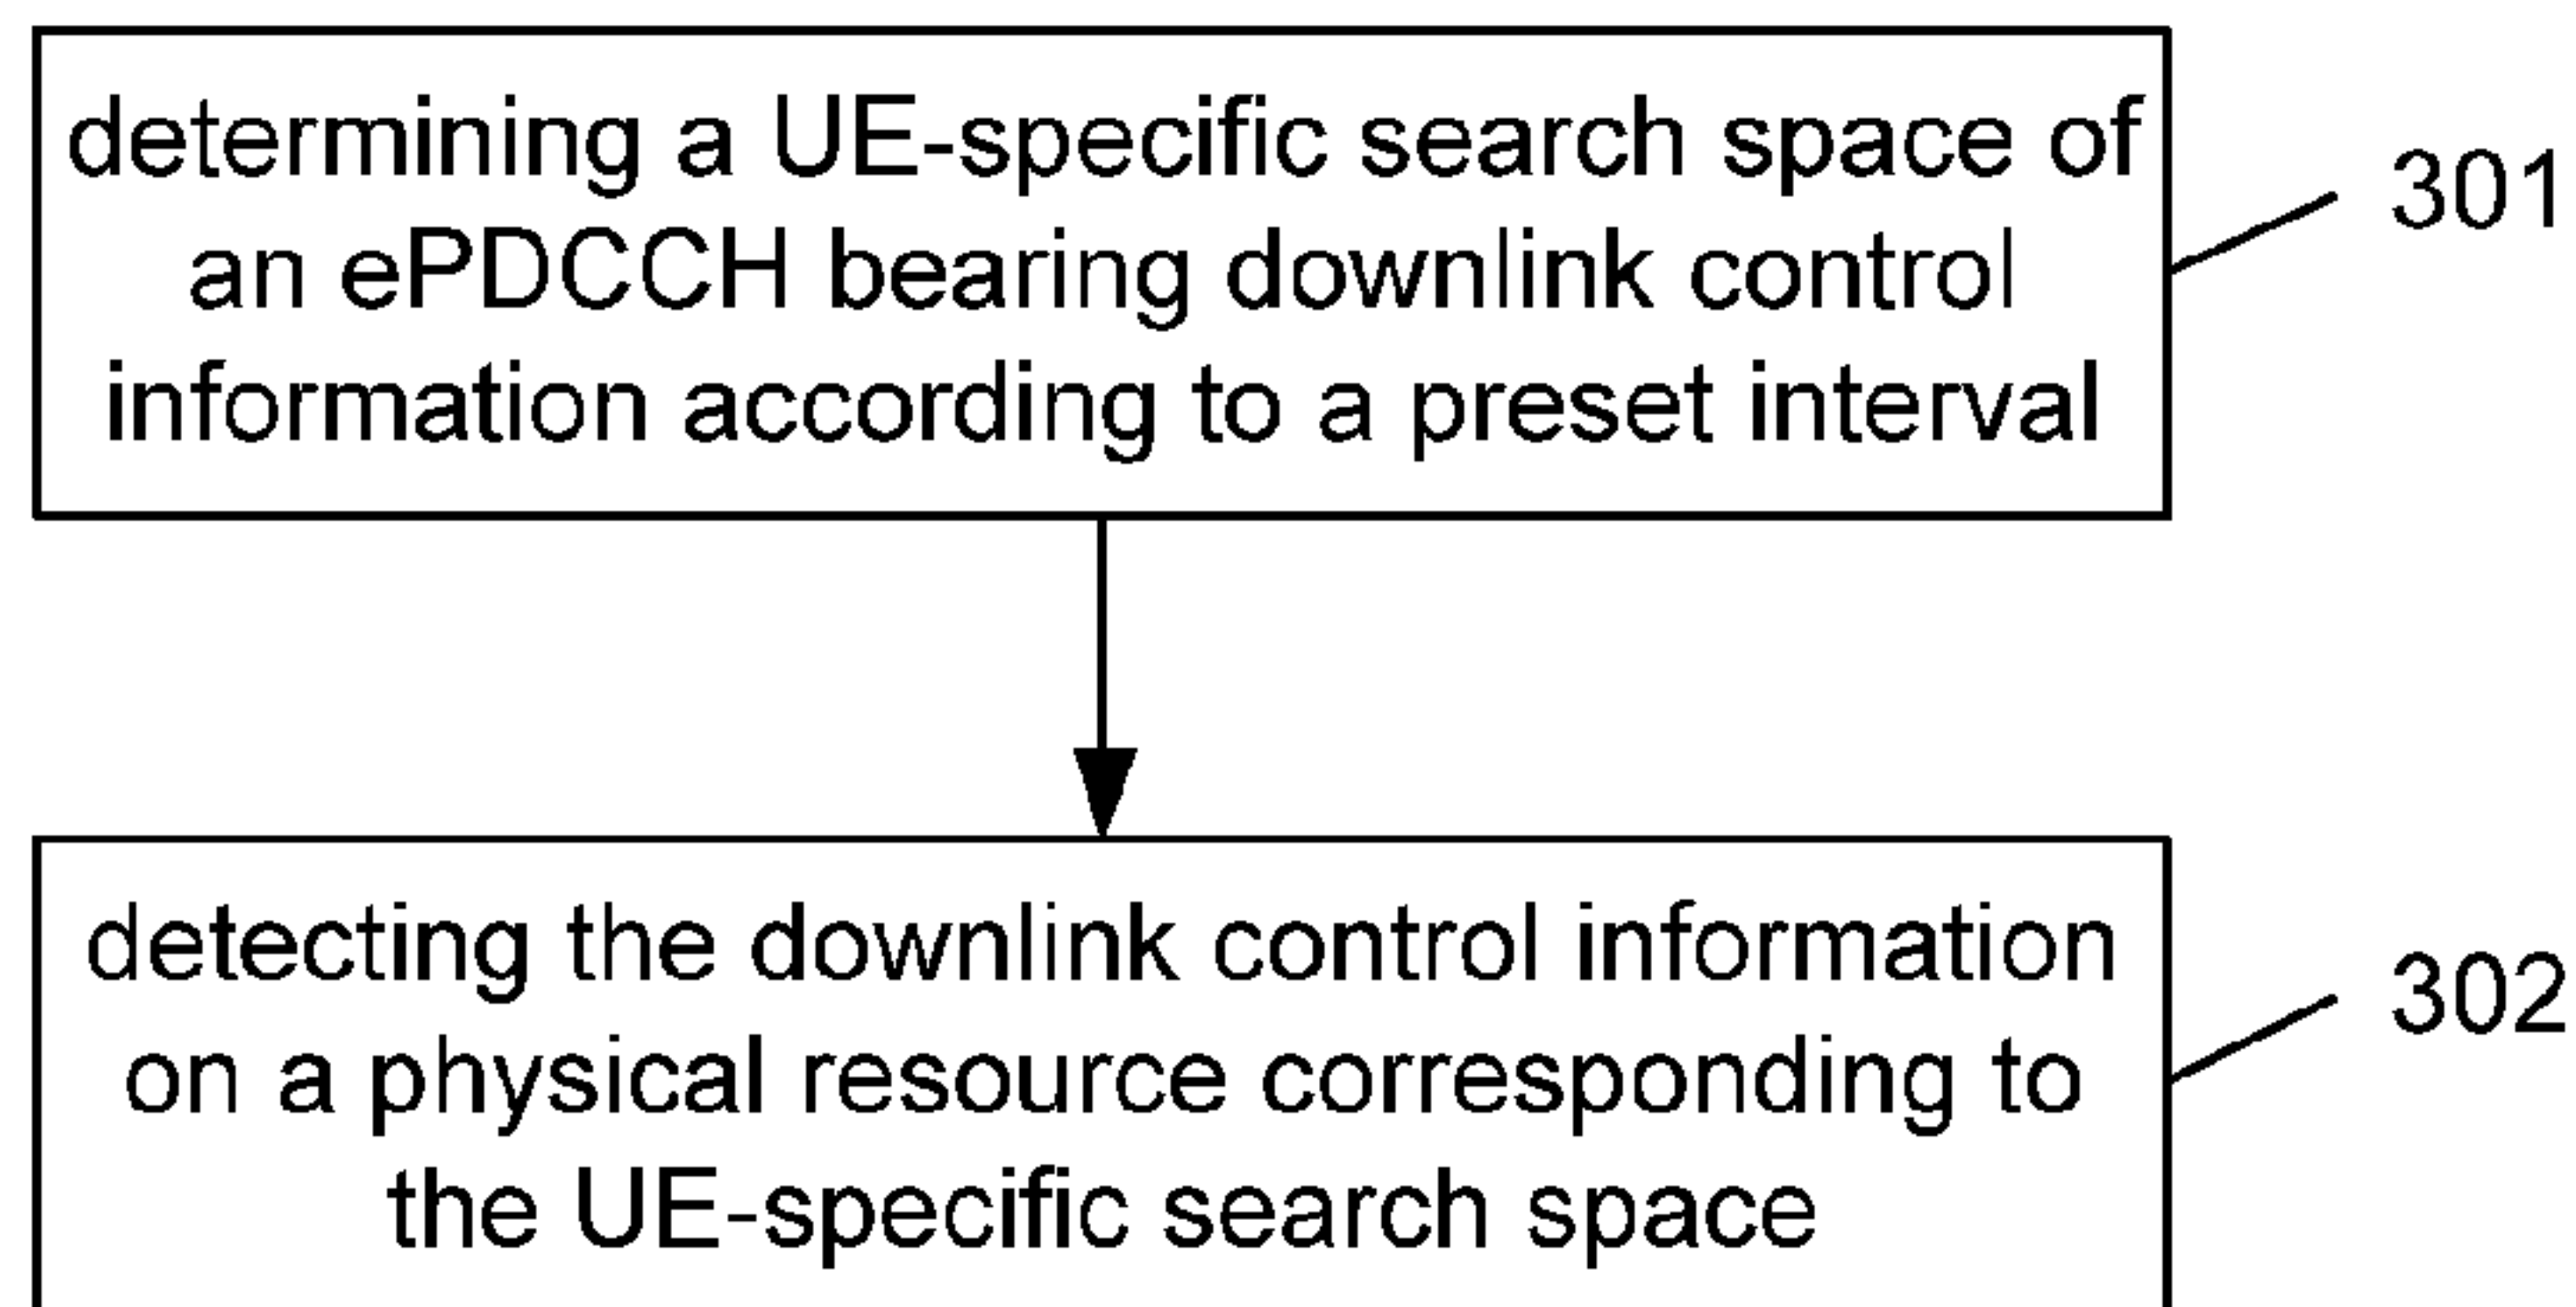 determining a UE-specific search space of
an ePDCCH bearing downlink control
information according to a preset interval
301
detecting the downlink control information
on a physical resource corresponding to
the UE-specific search space
302